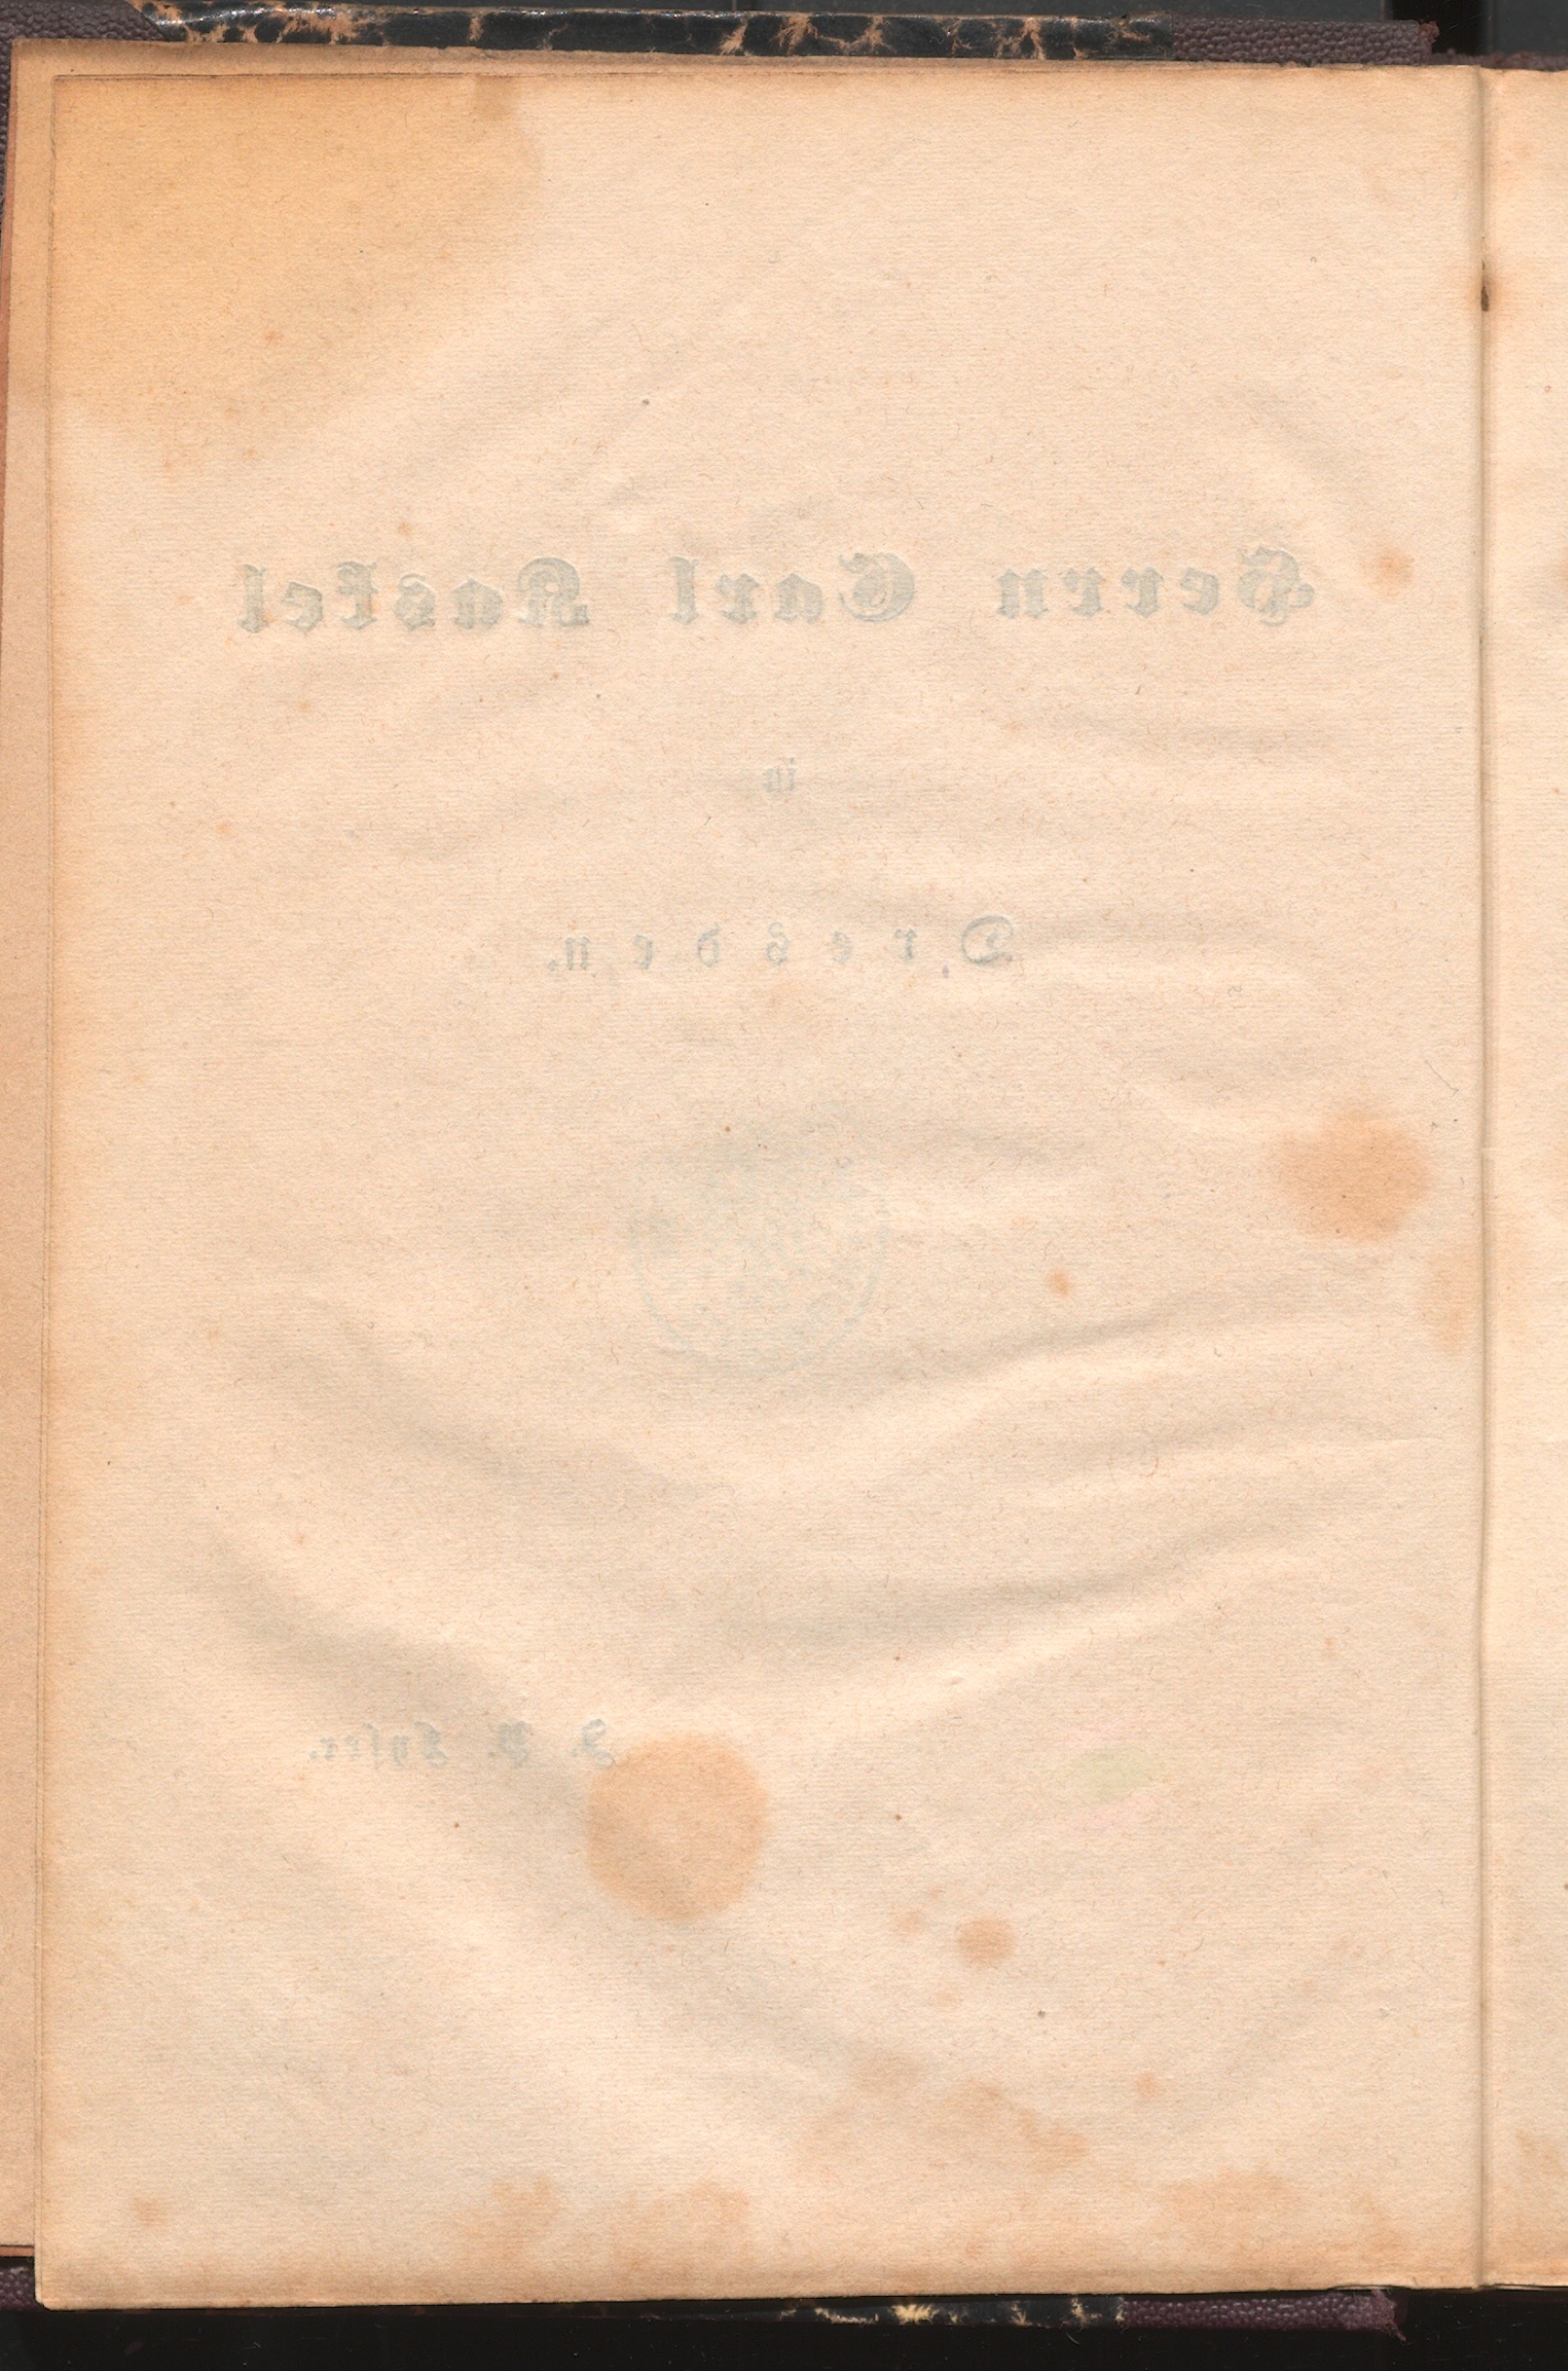 Herrn Carl Kaskel
in
Dresden.
J. P. Lyser.